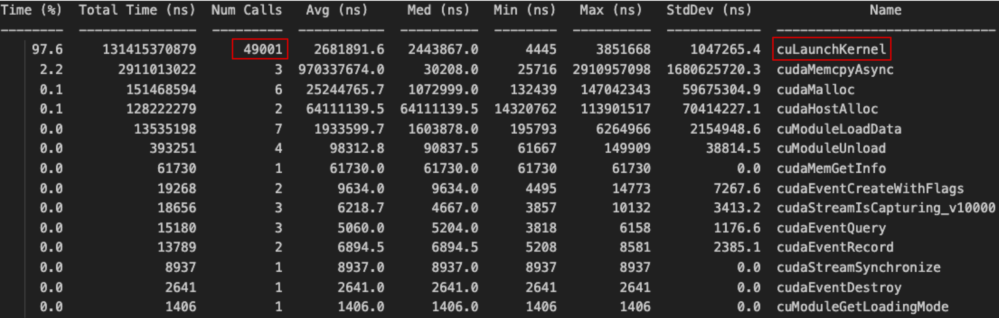 Time (%) Total Time (ns) Num Calls Avg (ns) Med (ns) Min (ns) Max (ns) StdDev (ns) Name
-------- --------------- --------- ----------- ---------- -------- ---------- ------------ ----------------------------
97.6 131415370879 49001 2681891.6 2443867.0 4445 3851668 1047265.4 cuLaunchKernel
2.2 2911013022 3 970337674.0 30208.0 25716 2910957098 1680625720.3 cudaMemcpyAsync
0.1 151468594 6 25244765.7 1072999.0 132439 147042343 59675304.9 cudaMalloc
0.1 128222279 2 64111139.5 64111139.5 14320762 113901517 70414227.1 cudaHostAlloc
0.0 13535198 7 1933599.7 1603878.0 195793 6264966 2154948.6 cuModuleLoadData
0.0 393251 4 98312.8 90837.5 61667 149909 38814.5 cuModuleUnload
0.0 61730 1 61730.0 61730.0 61730 61730 0.0 cudaMemGetInfo
0.0 19268 2 9634.0 9634.0 4495 14773 7267.6 cudaEventCreateWithFlags
0.0 18656 3 6218.7 4667.0 3857 10132 3413.2 cudaStreamIsCapturing_v10000
0.0 15180 3 5060.0 5204.0 3818 6158 1176.6 cudaEventQuery
0.0 13789 2 6894.5 6894.5 5208 8581 2385.1 cudaEventRecord
0.0 8937 1 8937.0 8937.0 8937 8937 0.0 cudaStreamSynchronize
0.0 2641 1 2641.0 2641.0 2641 2641 0.0 cudaEventDestroy
0.0 1406 1 1406.0 1406.0 1406 1406 0.0 cuModuleGetLoadingMode